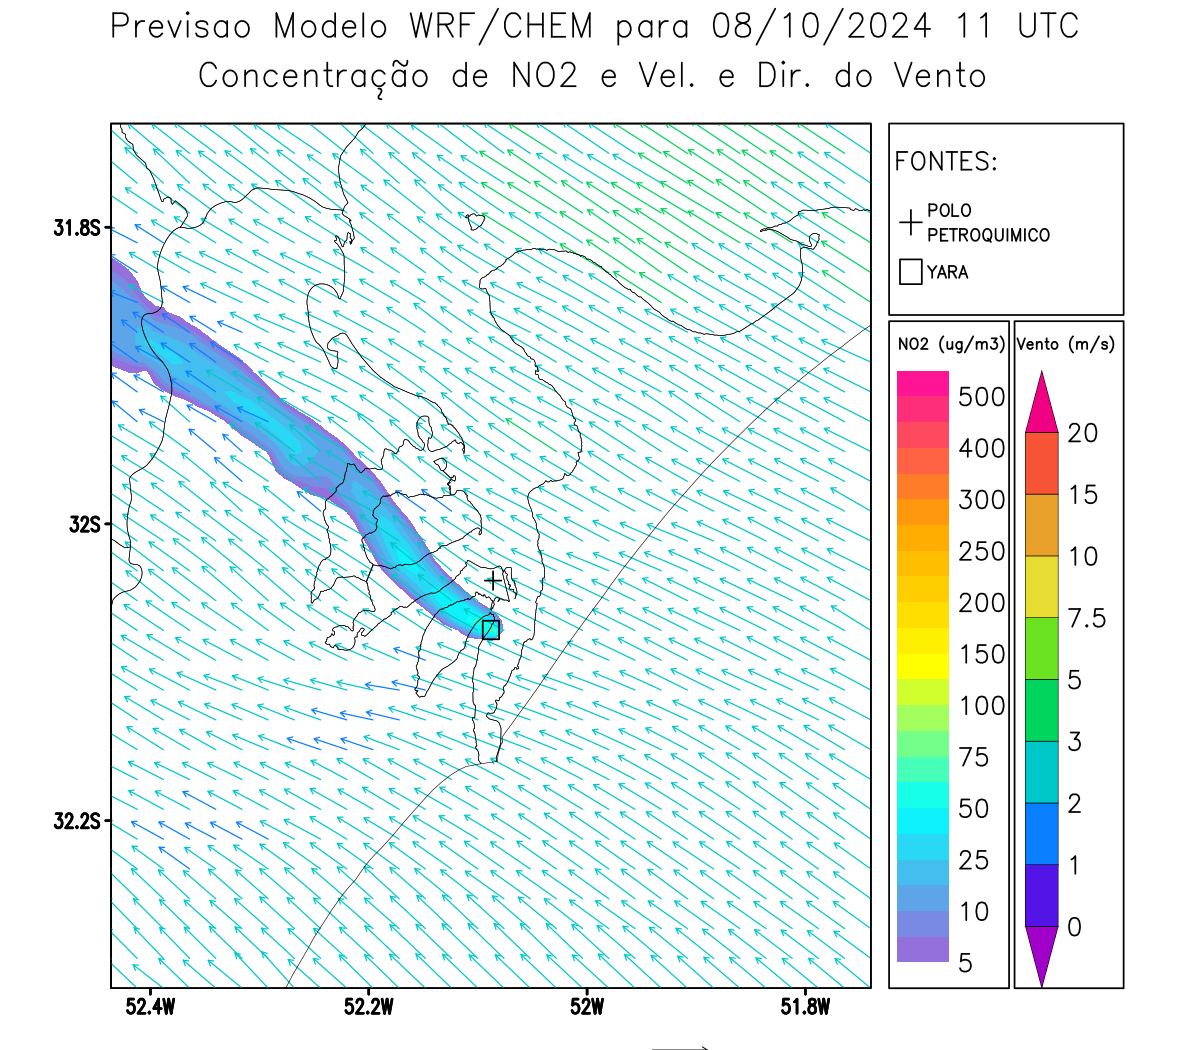 Previsao Modelo WRF/CHEM para 08/10/2024 11 UTC
Concentração de NO2 e Vel. e Dir. do Vento
FONTES:
POLO
PETROQUIMICO
YARA
NO2 (ug/m3)
500
400
300
250
200
150
100
75
50
25
10
5
Vento (m/s)
20
15
10
7.5
5
3
2
1
0
31.8S
32S
32.2S
52.4W 52.2W 52W 51.8W